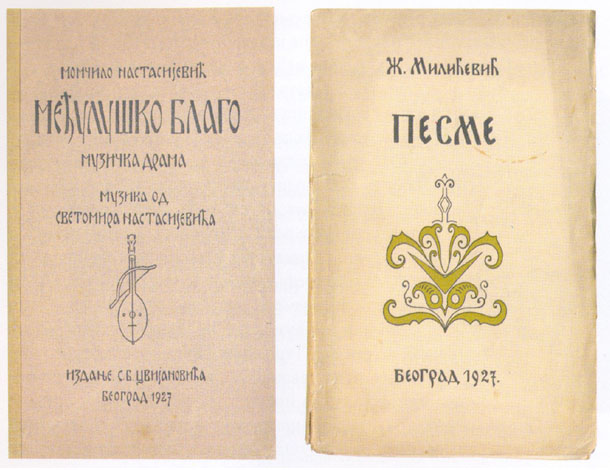 МОМЧИЛО НАСТАСИЈЕВИЋ
МЕЂУЛУШКО БЛАГО
МУЗИЧКА ДРАМА
МУЗИКА ОД
СВЕТОМИРА НАСТАСИЈЕВИЋА
ИЗДАЊЕ С. Б. ЦВИЈАНОВИЋА
БЕОГРАД 1927
Ж. МИЛИЋЕВИЋ
ПЕСМЕ
БЕОГРАД 1927.